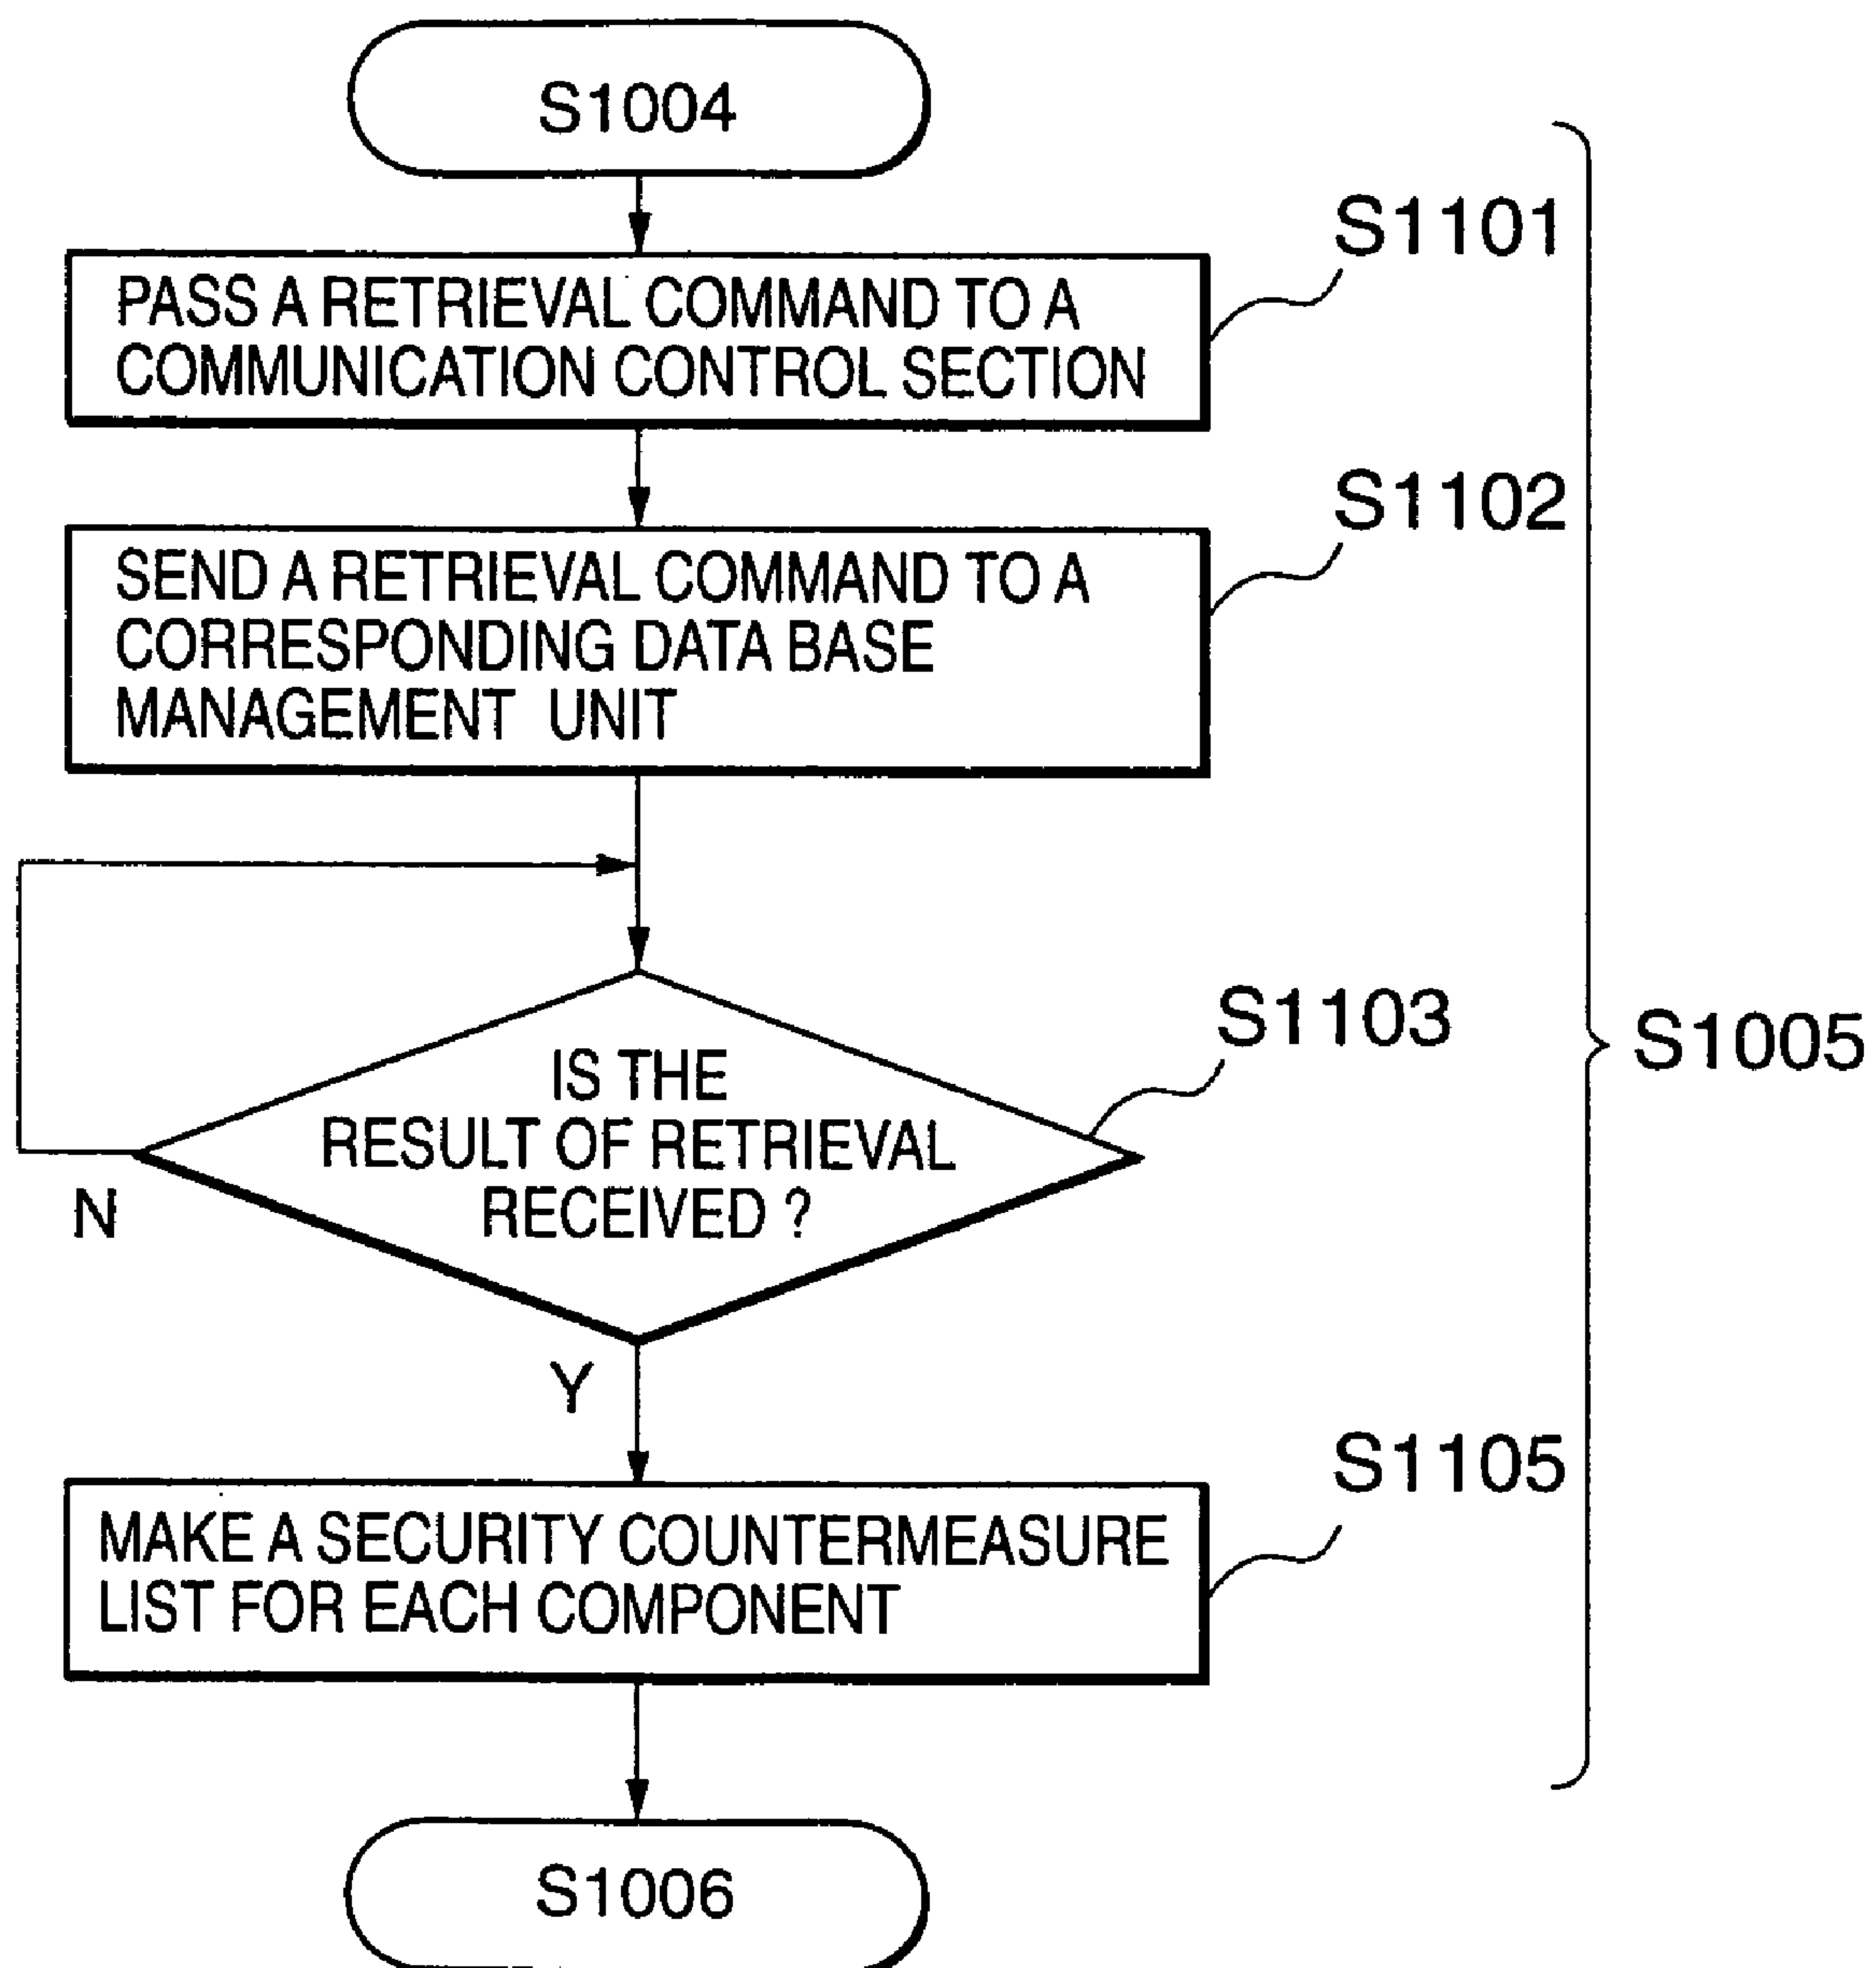 S1004
S1101
PASS A RETRIEVAL COMMAND TO A
COMMUNICATION CONTROL SECTION
S1102
SEND A RETRIEVAL COMMAND TO A
CORRESPONDING DATA BASE
MANAGEMENT UNIT
S1103
S1005
IS THE
RESULT OF RETRIEVAL
RECEIVED ?
N
Y
S1105
MAKE A SECURITY COUNTERMEASURE
LIST FOR EACH COMPONENT
S1006